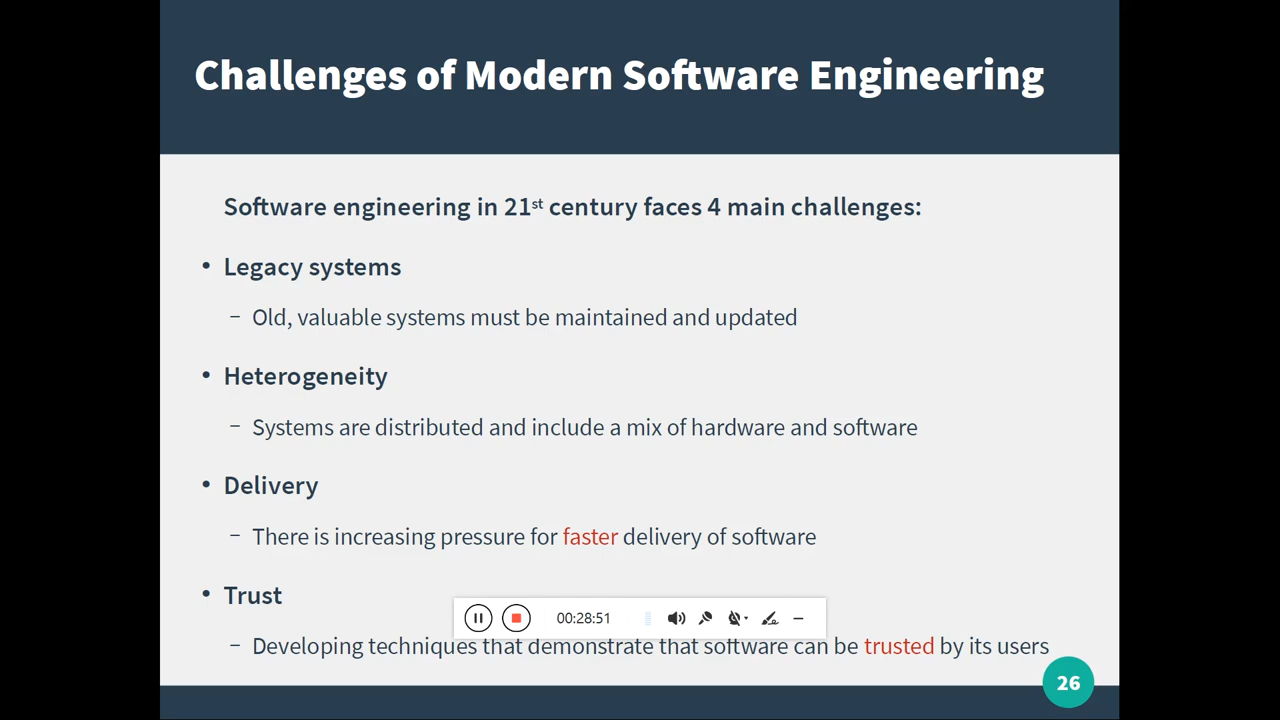 Challenges of Modern Software Engineering
Software engineering in 21st century faces 4 main challenges:
• Legacy systems
– Old, valuable systems must be maintained and updated
• Heterogeneity
– Systems are distributed and include a mix of hardware and software
• Delivery
– There is increasing pressure for faster delivery of software
• Trust
00:28:51
– Developing techniques that demonstrate that software can be trusted by its users
26